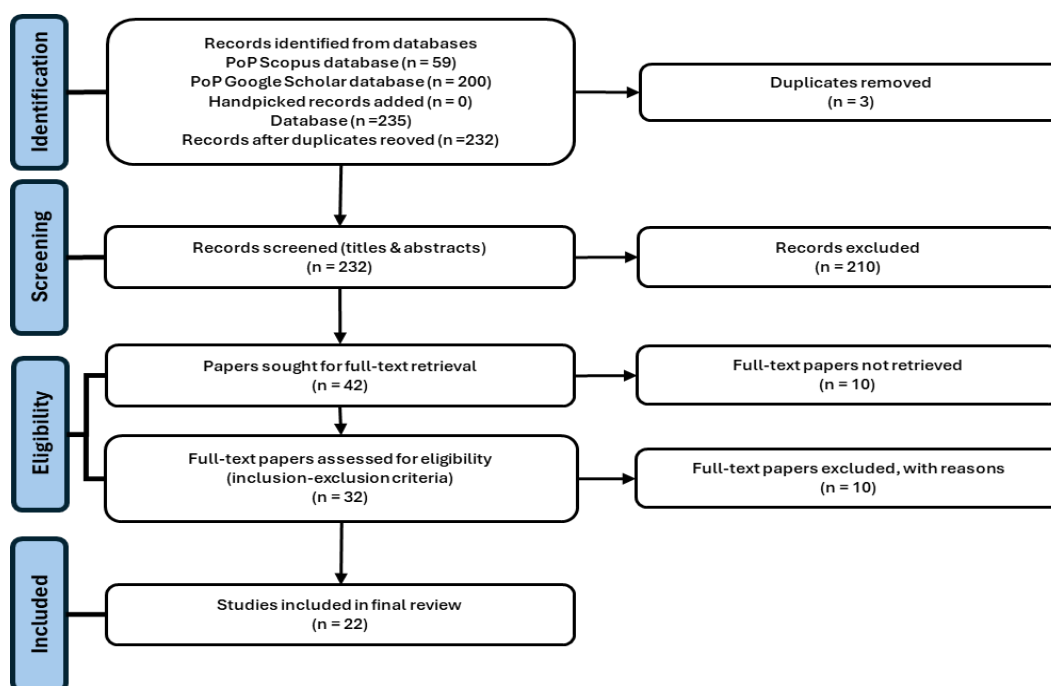 Identification
Records identified from databases
PoP Scopus database (n = 59)
PoP Google Scholar database (n = 200)
Handpicked records added (n = 0)
Database (n =235)
Records after duplicates reoved (n =232)
Duplicates removed
(n = 3)
Screening
Records screened (titles & abstracts)
(n = 232)
Records excluded
(n = 210)
Eligibility
Papers sought for full-text retrieval
(n = 42)
Full-text papers not retrieved
(n = 10)
Full-text papers assessed for eligibility
(inclusion-exclusion criteria)
(n = 32)
Full-text papers excluded, with reasons
(n = 10)
Included
Studies included in final review
(n = 22)